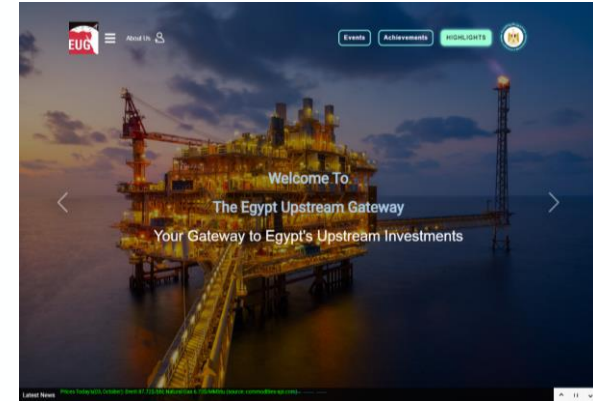 EUG
About Us
Events
Achievements
HIGHLIGHTS
Welcome To
The Egypt Upstream Gateway
Your Gateway to Egypt's Upstream Investments
Latest News